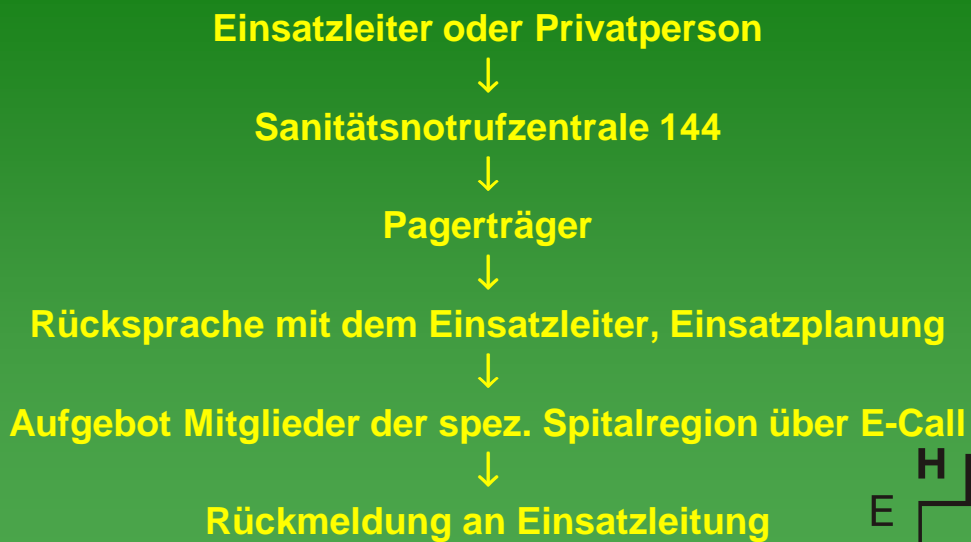 Einsatzleiter oder Privatperson
↓
Sanitätsnotrufzentrale 144
↓
Pagerträger
↓
Rücksprache mit dem Einsatzleiter, Einsatzplanung
↓
Aufgebot Mitglieder der spez. Spitalregion über E-Call
↓
H
E
Rückmeldung an Einsatzleitung